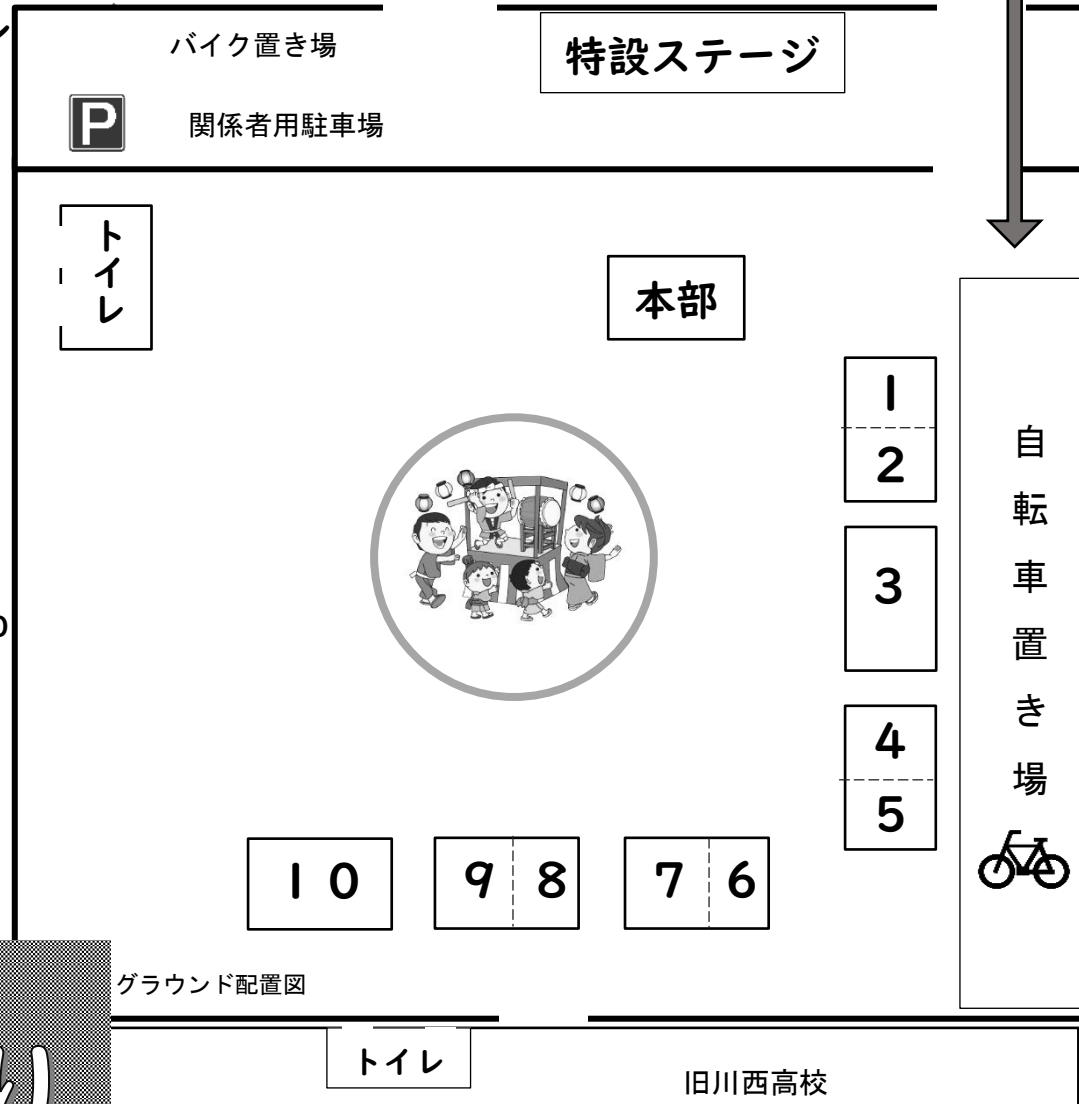 バイク置き場
特設ステージ
P
関係者用駐車場
トイレ
本部
1
2
3
4
5
自転車置き場
10
9
8
7
6
グラウンド配置図
トイレ
旧川西高校